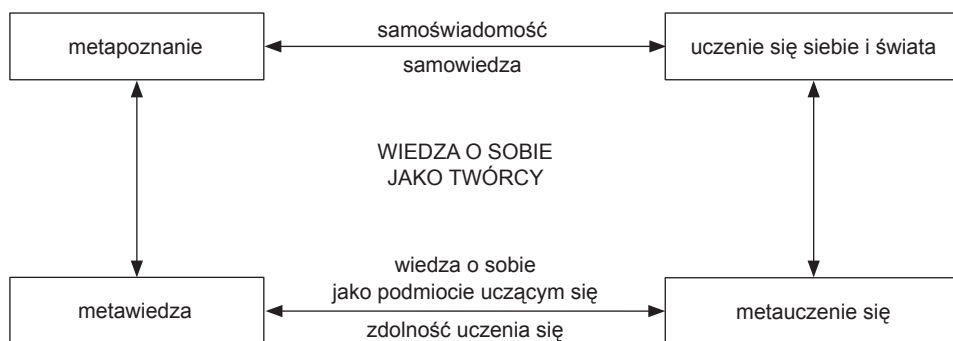 metapoznanie
samoświadomość
samowiedza
uczenie się siebie i świata
WIEDZA O SOBIE
JAKO TWÓRCY
metawiedza
wiedza o sobie
jako podmiocie uczącym się
zdolność uczenia się
metauczenie się